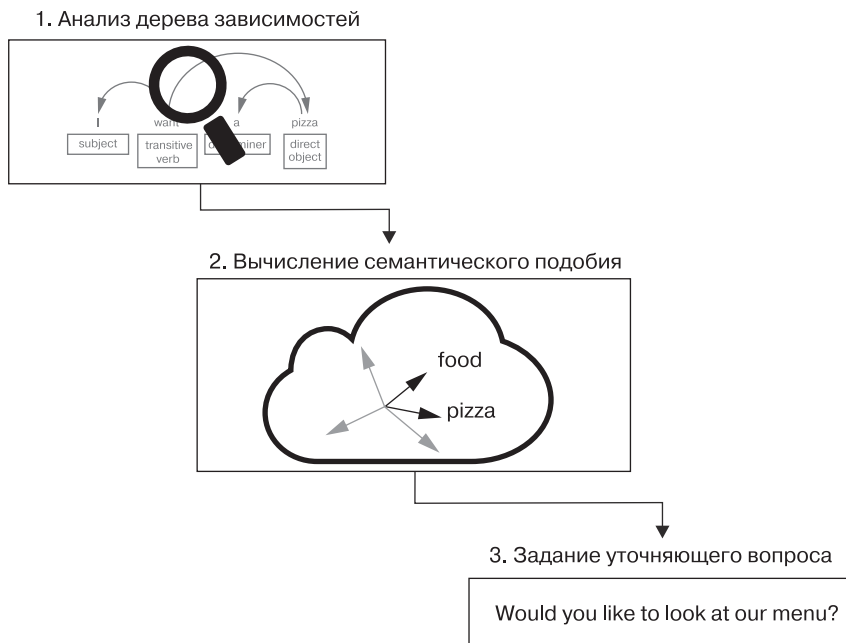 1. Анализ дерева зависимостей
I want a pizza
subject transitive verb direct object
2. Вычисление семантического подобия
food
pizza
3. Задание уточняющего вопроса
Would you like to look at our menu?